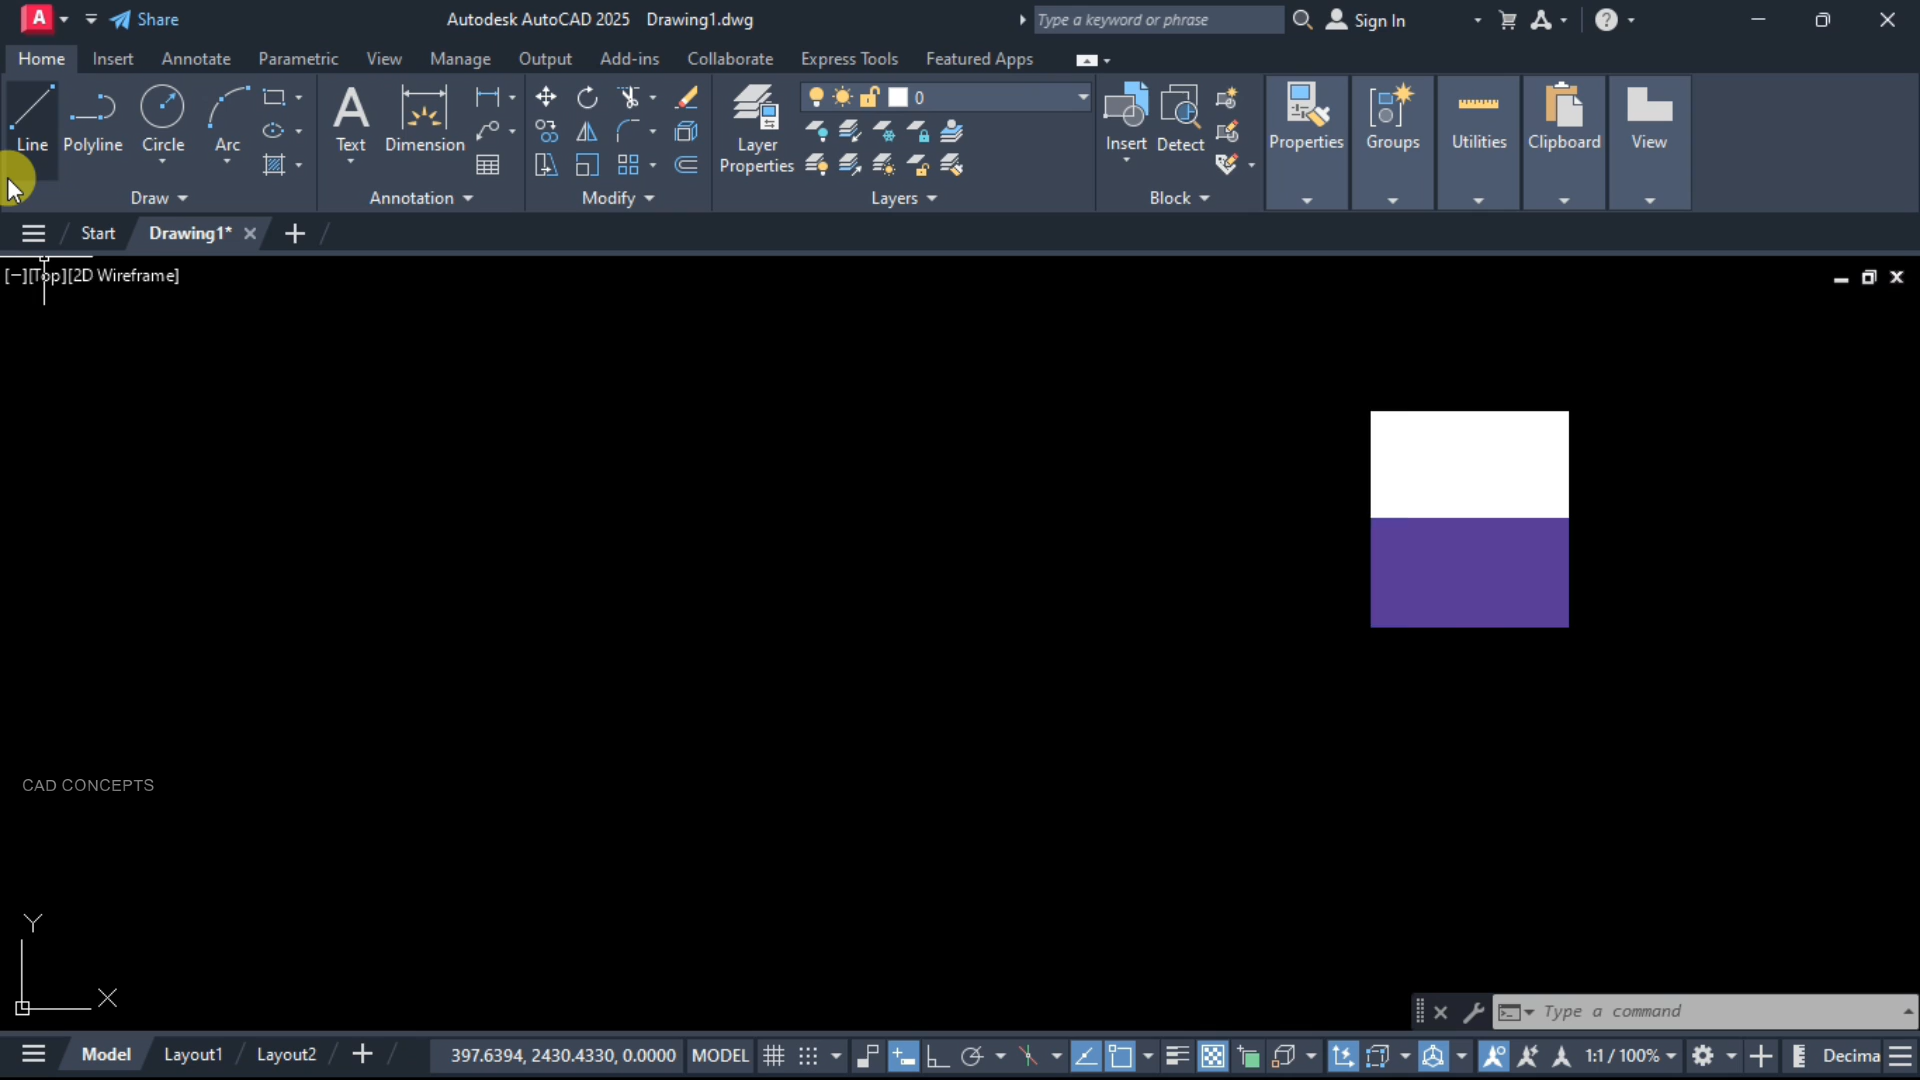 Share
Autodesk AutoCAD 2025 Drawing1.dwg
Type a keyword or phrase
Sign In
Home Insert Annotate Parametric View Manage Output Add-ins Collaborate Express Tools Featured Apps
Line Polyline Circle Arc
Text Dimension
Layer
Properties
0
Insert Detect
Properties Groups Utilities Clipboard View
Draw Annotation Modify Layers Block
Start Drawing1*
[−][Top][2D Wireframe]
CAD CONCEPTS
Y
X
Type a command
Model Layout1 Layout2
397.6394, 2430.4330, 0.0000 MODEL
1:1 / 100%
Decima